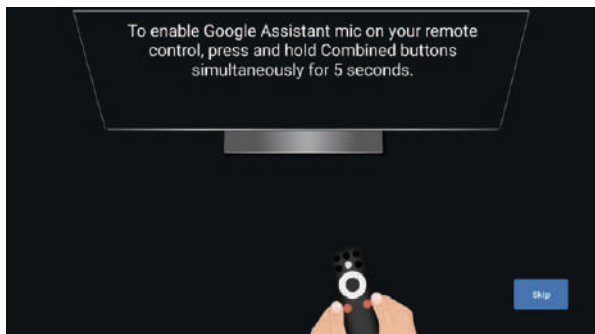 To enable Google Assistant mic on your remote
control, press and hold Combined buttons
simultaneously for 5 seconds.
Skip